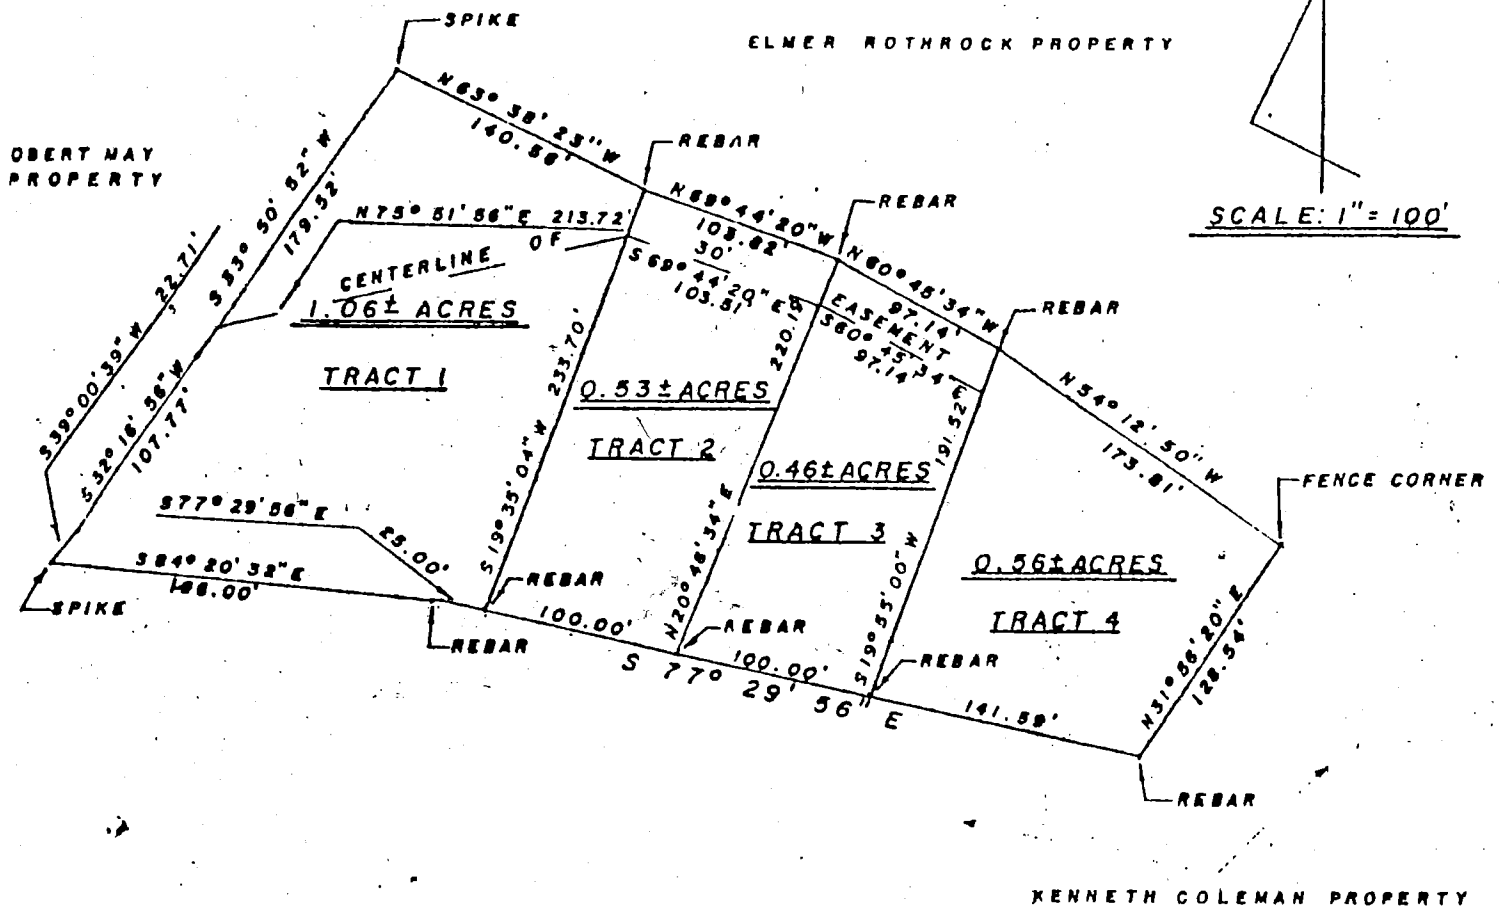 SPIKE
ELMER ROTHROCK PROPERTY
N 63° 38' 23" W
140.56'
REBAR
OBERT MAY
PROPERTY
S 33° 50' 52" W
179.52'
N 75° 51' 56" E 213.72'
CENTERLINE OF
N 69° 44' 20" W
103.82'
REBAR
30'
S 69° 44' 20" E
103.51'
SCALE: 1" = 100'
EASEMENT
N 60° 45' 34" W
97.14'
REBAR
S 60° 45' 34" E
97.14'
1.06± ACRES
TRACT 1
S 39° 00' 39" W 22.71'
S 32° 16' 56" W
107.77'
S 19° 35' 04" W 233.70'
0.53± ACRES
TRACT 2
N 20° 46' 34" E 220.19'
0.46± ACRES
TRACT 3
S 19° 55' 00" W 191.52'
N 54° 12' 50" W
173.81'
FENCE CORNER
0.56± ACRES
TRACT 4
N 31° 56' 20" E
128.54'
S 77° 29' 56" E
25.00'
S 84° 20' 32" E
SPIKE
REBAR
REBAR
100.00'
REBAR
100.00'
REBAR
S 77° 29' 56" E
141.59'
REBAR
KENNETH COLEMAN PROPERTY